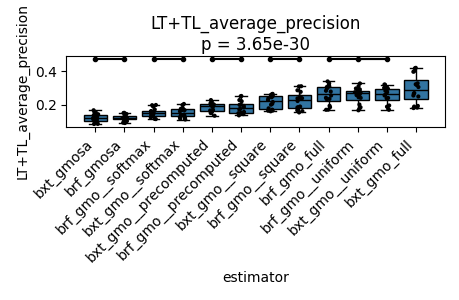 LT+TL_average_precision
p = 3.65e-30
LT+TL_average_precision
0.4
0.2
bxt_gmosa
brf_gmosa
brf_gmo__softmax
bxt_gmo__softmax
bxt_gmo__precomputed
brf_gmo__precomputed
bxt_gmo__square
brf_gmo__square
brf_gmo_full
brf_gmo__uniform
bxt_gmo__uniform
bxt_gmo_full
estimator